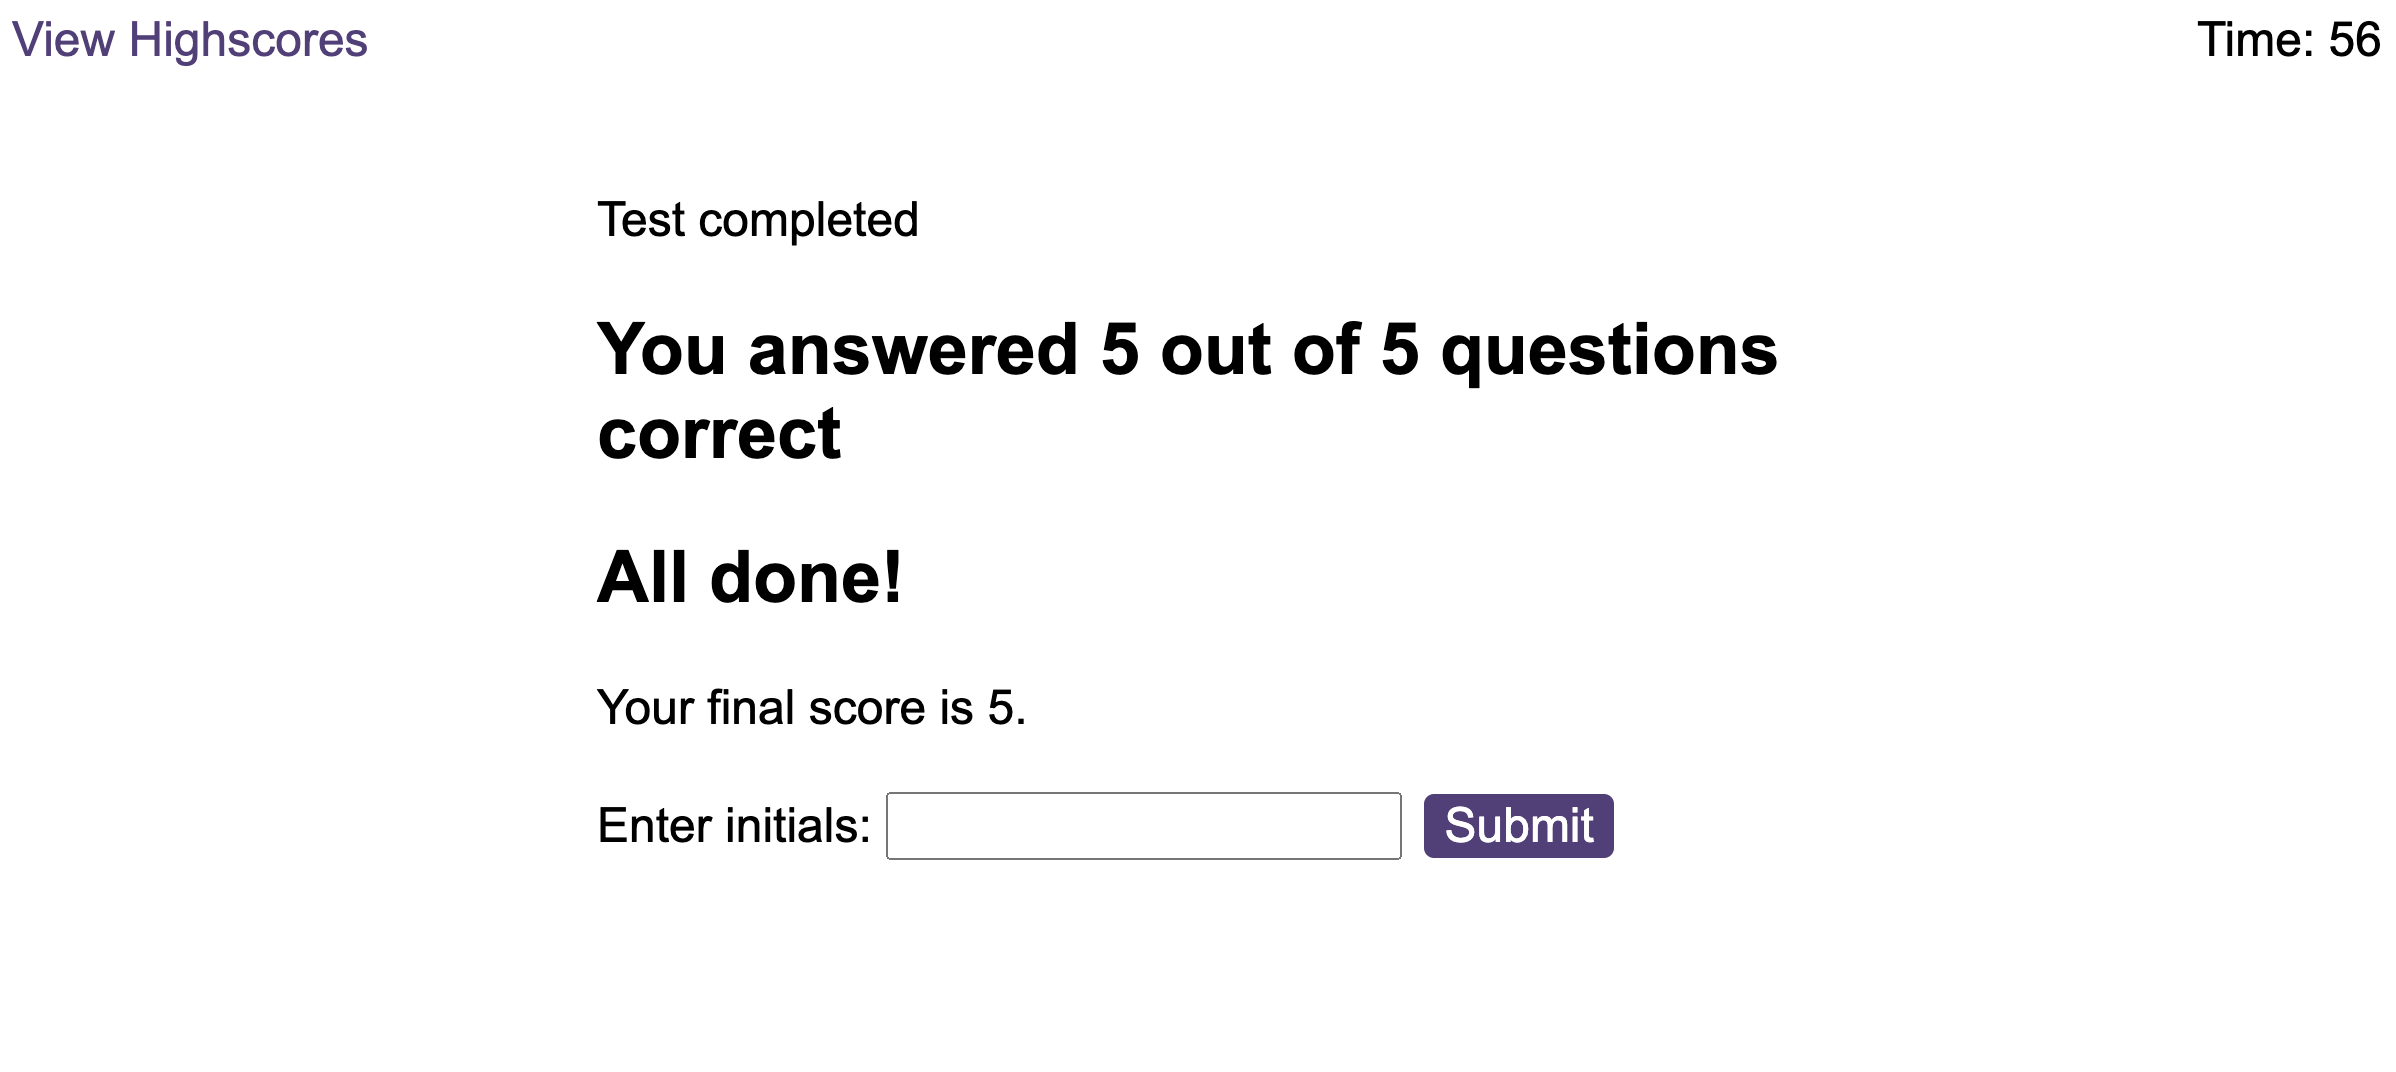 View Highscores
Time: 56
Test completed
You answered 5 out of 5 questions
correct
All done!
Your final score is 5.
Enter initials:
Submit